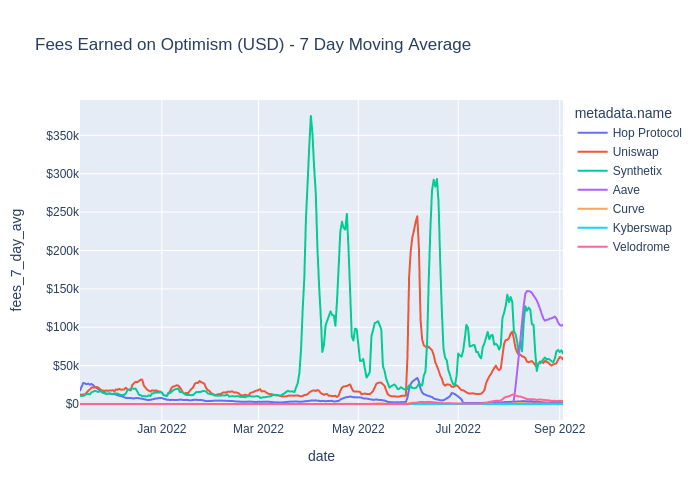 Fees Earned on Optimism (USD) - 7 Day Moving Average
metadata.name
Hop Protocol
Uniswap
Synthetix
Aave
Curve
Kyberswap
Velodrome
fees_7_day_avg
$350k
$300k
$250k
$200k
$150k
$100k
$50k
$0
Jan 2022 Mar 2022 May 2022 Jul 2022 Sep 2022
date